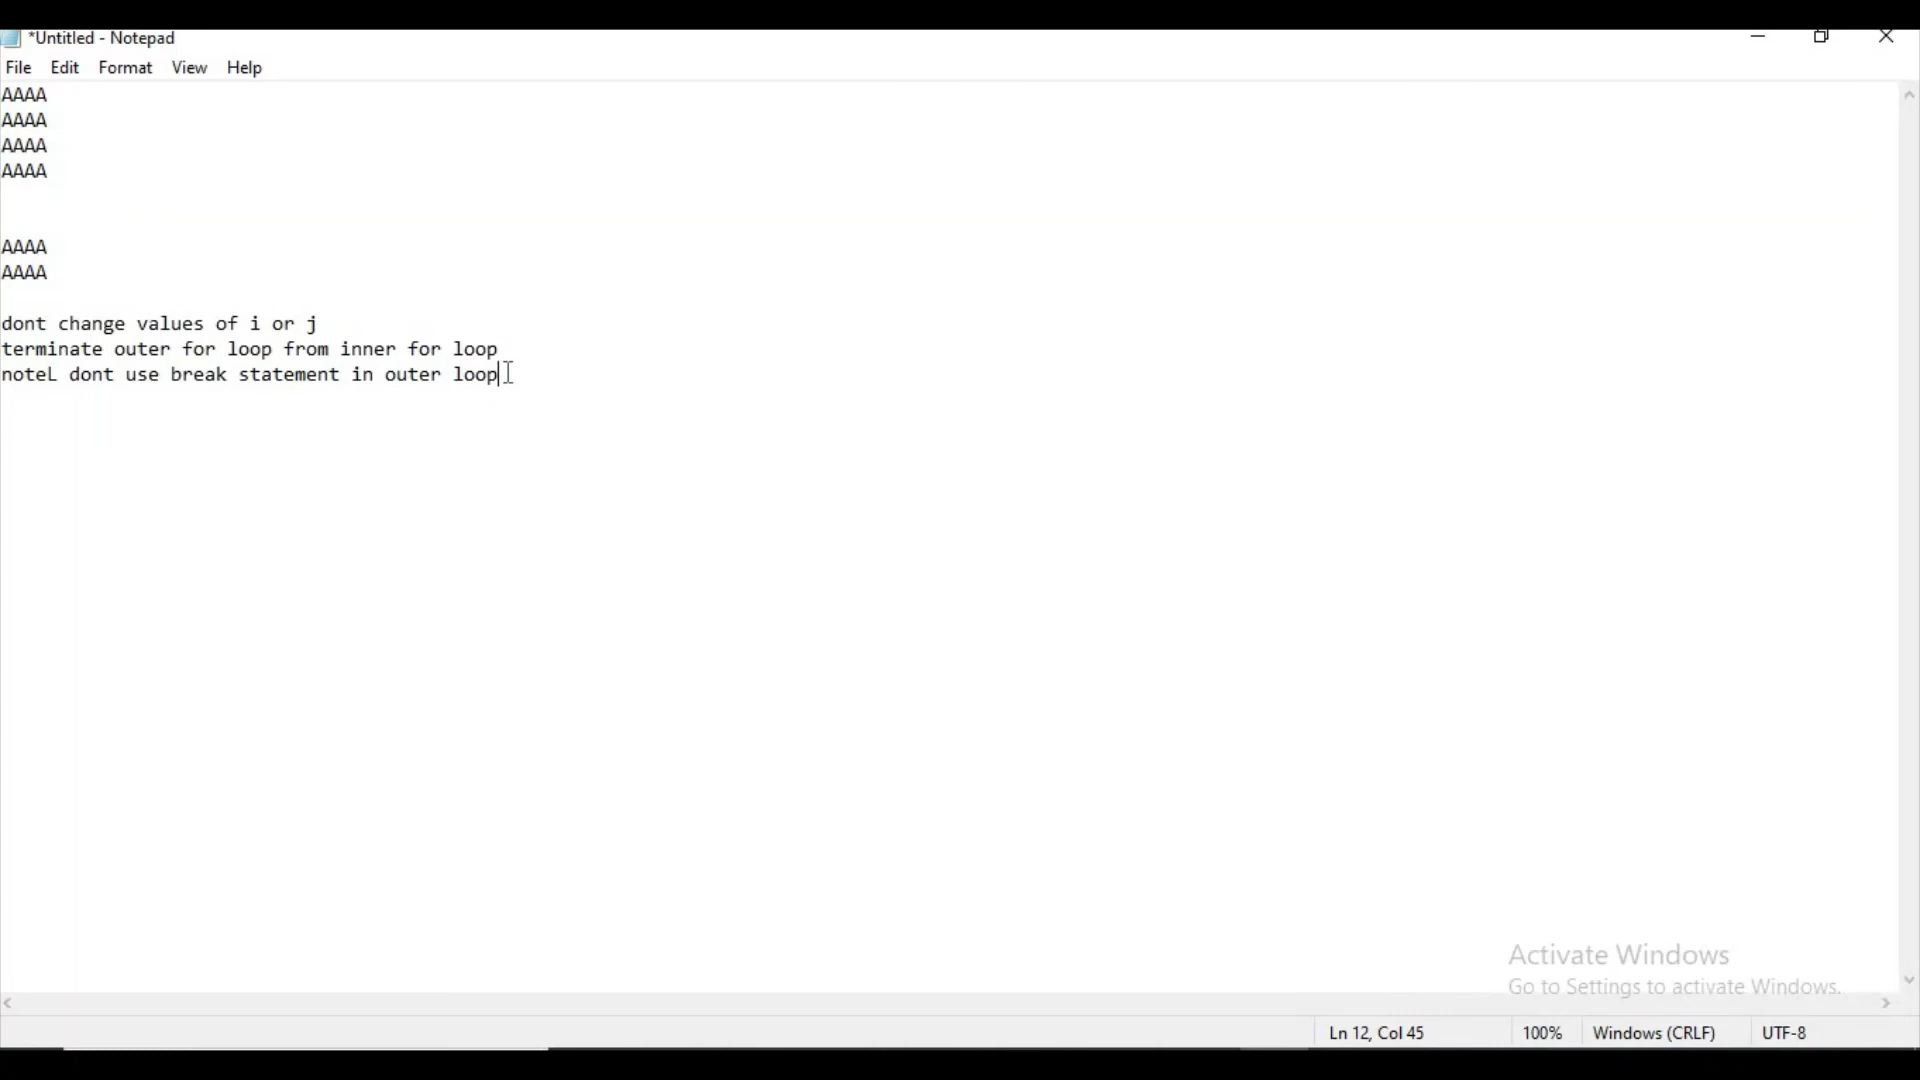 *Untitled - Notepad
File Edit Format View Help
AAAA
AAAA
AAAA
AAAA
AAAA
AAAA
dont change values of i or j
terminate outer for loop from inner for loop
noteL dont use break statement in outer loop
Activate Windows
Go to Settings to activate Windows.
Ln 12, Col 45 100% Windows (CRLF) UTF-8